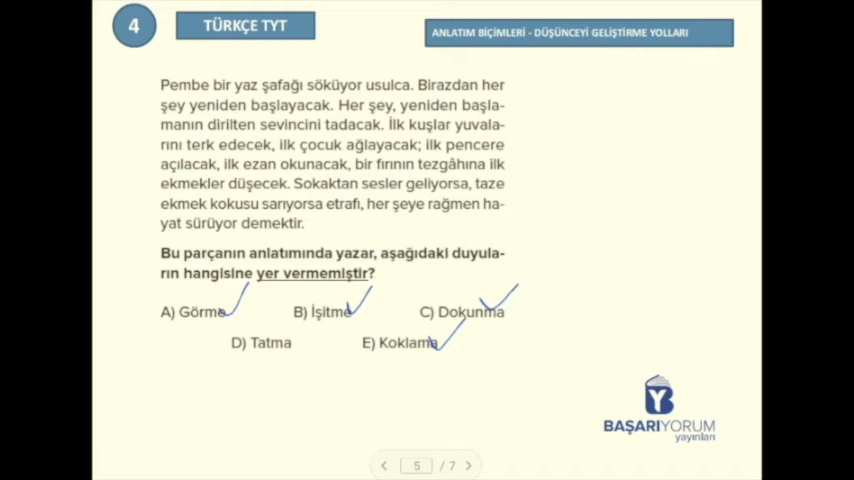 4
TÜRKÇE TYT
ANLATIM BİÇİMLERİ - DÜŞÜNCEYİ GELİŞTİRME YOLLARI
Pembe bir yaz şafağı söküyor usulca. Birazdan her
şey yeniden başlayacak. Her şey, yeniden başla-
manın dirilten sevincini tadacak. İlk kuşlar yuvala-
rını terk edecek, ilk çocuk ağlayacak; ilk pencere
açılacak, ilk ezan okunacak, bir fırının tezgâhına ilk
ekmekler düşecek. Sokaktan sesler geliyorsa, taze
ekmek kokusu sarıyorsa etrafı, her şeye rağmen ha-
yat sürüyor demektir.
Bu parçanın anlatımında yazar, aşağıdaki duyula-
rın hangisine yer vermemiştir?
A) Görme B) İşitme C) Dokunma
D) Tatma E) Koklama
BAŞARIYORUM
yayınları
5 / 7